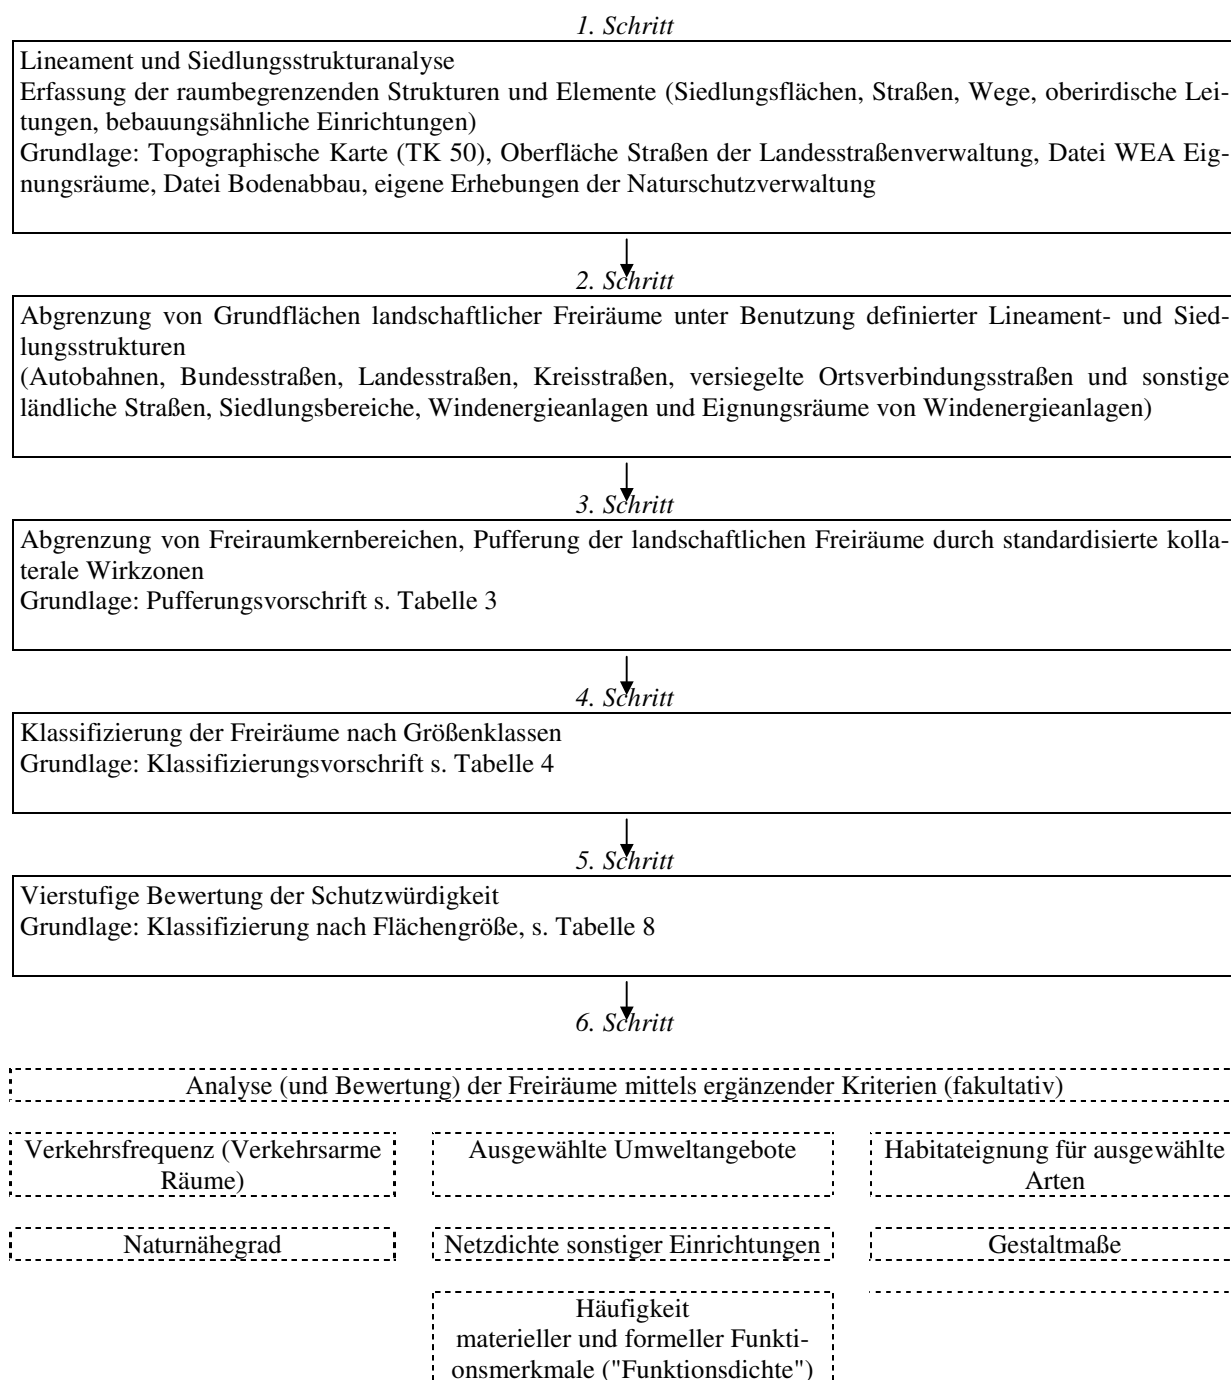 1. Schritt
Lineament und Siedlungsstrukturanalyse
Erfassung der raumbegrenzenden Strukturen und Elemente (Siedlungsflächen, Straßen, Wege, oberirdische Lei-
tungen, bebauungsähnliche Einrichtungen)
Grundlage: Topographische Karte (TK 50), Oberfläche Straßen der Landesstraßenverwaltung, Datei WEA Eig-
nungsräume, Datei Bodenabbau, eigene Erhebungen der Naturschutzverwaltung
2. Schritt
Abgrenzung von Grundflächen landschaftlicher Freiräume unter Benutzung definierter Lineament- und Sied-
lungsstrukturen
(Autobahnen, Bundesstraßen, Landesstraßen, Kreisstraßen, versiegelte Ortsverbindungsstraßen und sonstige
ländliche Straßen, Siedlungsbereiche, Windenergieanlagen und Eignungsräume von Windenergieanlagen)
3. Schritt
Abgrenzung von Freiraumkernbereichen, Pufferung der landschaftlichen Freiräume durch standardisierte kolla-
terale Wirkzonen
Grundlage: Pufferungsvorschrift s. Tabelle 3
4. Schritt
Klassifizierung der Freiräume nach Größenklassen
Grundlage: Klassifizierungsvorschrift s. Tabelle 4
5. Schritt
Vierstufige Bewertung der Schutzwürdigkeit
Grundlage: Klassifizierung nach Flächengröße, s. Tabelle 8
6. Schritt
Analyse (und Bewertung) der Freiräume mittels ergänzender Kriterien (fakultativ)
Verkehrsfrequenz (Verkehrsarme
Räume)
Ausgewählte Umweltangebote
Habitateignung für ausgewählte
Arten
Naturnähegrad
Netzdichte sonstiger Einrichtungen
Gestaltmaße
Häufigkeit
materieller und formeller Funkti-
onsmerkmale ("Funktionsdichte")